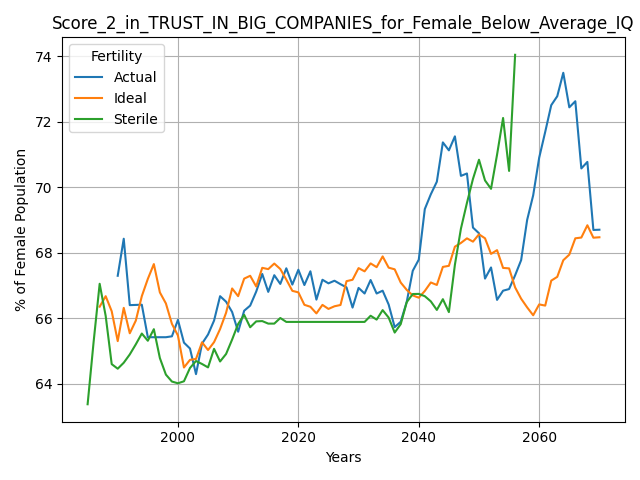 Score_2_in_TRUST_IN_BIG_COMPANIES_for_Female_Below_Average_IQ
Fertility
Actual
Ideal
Sterile
% of Female Population
74
72
70
68
66
64
2000
2020
2040
2060
Years